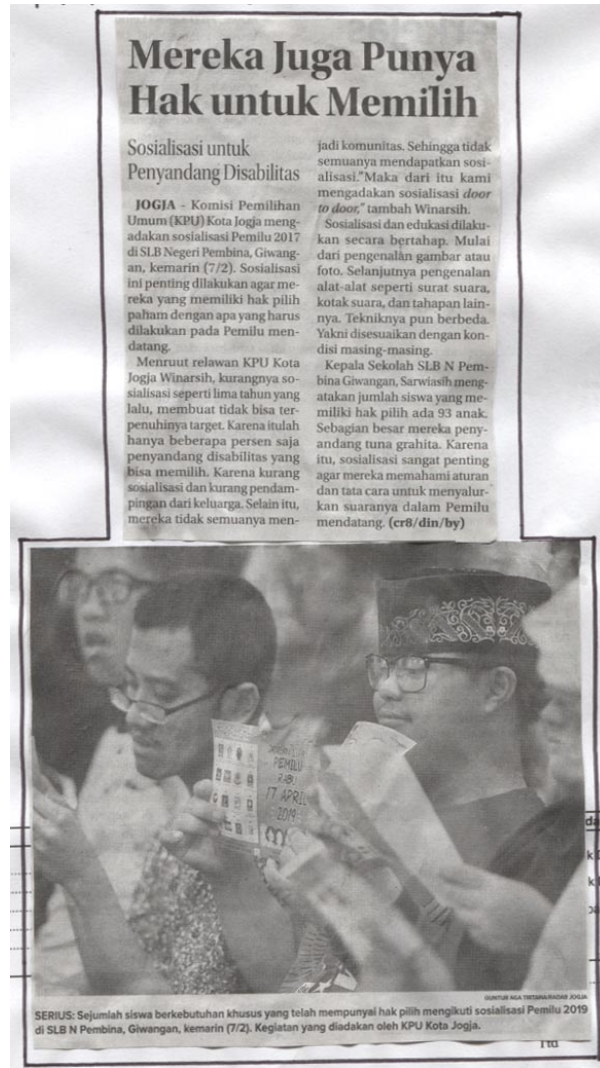 Mereka Juga Punya
Hak untuk Memilih
Sosialisasi untuk
Penyandang Disabilitas
JOGJA - Komisi Pemilihan
Umum (KPU) Kota Jogja meng-
adakan sosialisasi Pemilu 2017
di SLB Negeri Pembina, Giwang-
an, kemarin (7/2). Sosialisasi
ini penting dilakukan agar me-
reka yang memiliki hak pilih
paham dengan apa yang harus
dilakukan pada Pemilu men-
datang.
Menruut relawan KPU Kota
Jogja Winarsih, kurangnya so-
sialisasi seperti lima tahun yang
lalu, membuat tidak bisa ter-
penuhinya target. Karena itulah
hanya beberapa persen saja
penyandang disabilitas yang
bisa memilih. Karena kurang
sosialisasi dan kurang pendam-
pingan dari keluarga. Selain itu,
mereka tidak semuanya men-
jadi komunitas. Sehingga tidak
semuanya mendapatkan sosi-
alisasi."Maka dari itu kami
mengadakan sosialisasi door
to door," tambah Winarsih.
Sosialisasi dan edukasi dilaku-
kan secara bertahap. Mulai
dari pengenalan gambar atau
foto. Selanjutnya pengenalan
alat-alat seperti surat suara,
kotak suara, dan tahapan lain-
nya. Tekniknya pun berbeda.
Yakni disesuaikan dengan kon-
disi masing-masing.
Kepala Sekolah SLB N Pem-
bina Giwangan, Sarwiasih meng-
atakan jumlah siswa yang me-
miliki hak pilih ada 93 anak.
Sebagian besar mereka peny-
andang tuna grahita. Karena
itu, sosialisasi sangat penting
agar mereka memahami aturan
dan tata cara untuk menyalur-
kan suaranya dalam Pemilu
mendatang. (cr8/din/by)
PEMILU
RABU
17 APRIL
2019
GUNTUR AGA TIRTANA/RADAR JOGJA
SERIUS: Sejumlah siswa berkebutuhan khusus yang telah mempunyai hak pilih mengikuti sosialisasi Pemilu 2019
di SLB N Pembina, Giwangan, kemarin (7/2). Kegiatan yang diadakan oleh KPU Kota Jogja.